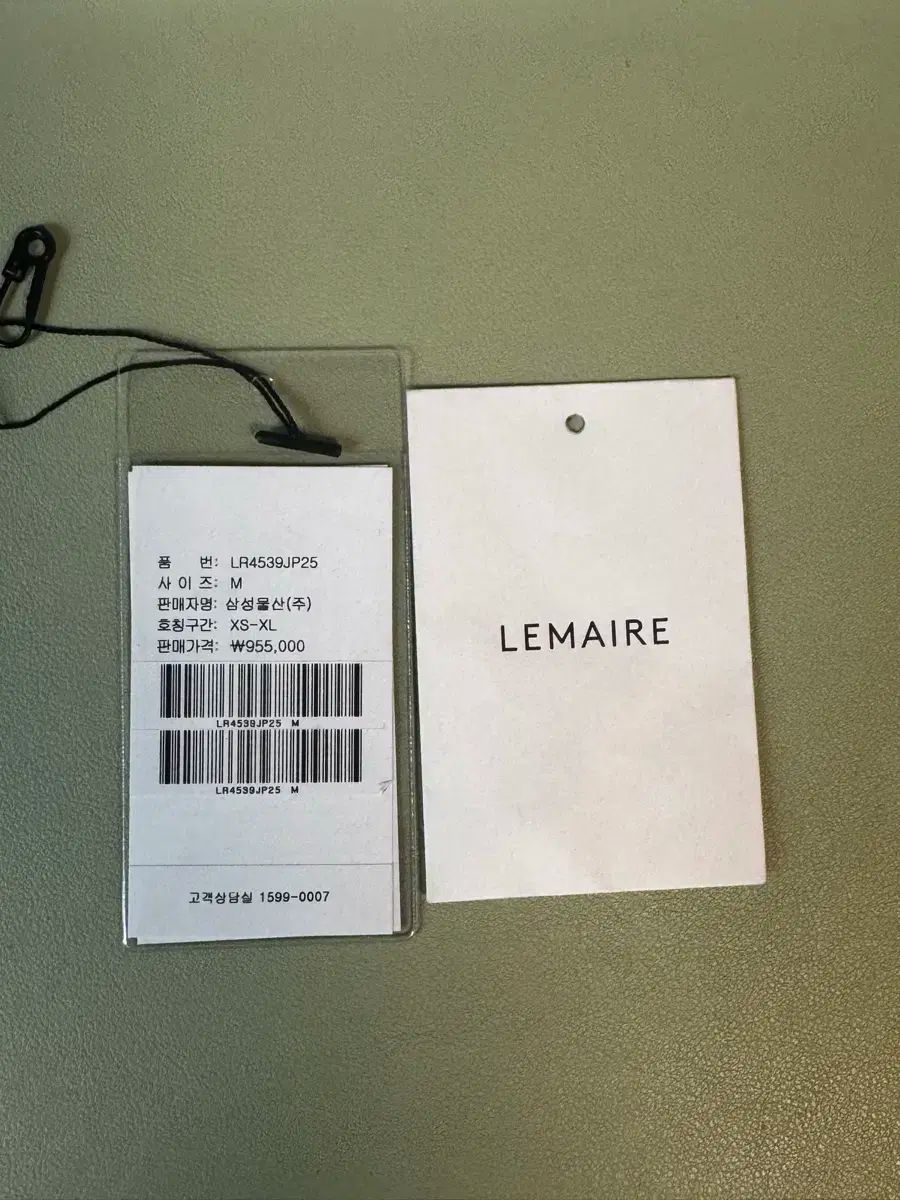 품 번: LR4539JP25
사 이 즈: M
판매자명: 삼성물산(주)
호칭구간: XS-XL
판매가격: ₩955,000
LR4539JP25 M
LR4539JP25 M
고객상담실 1599-0007
LEMAIRE